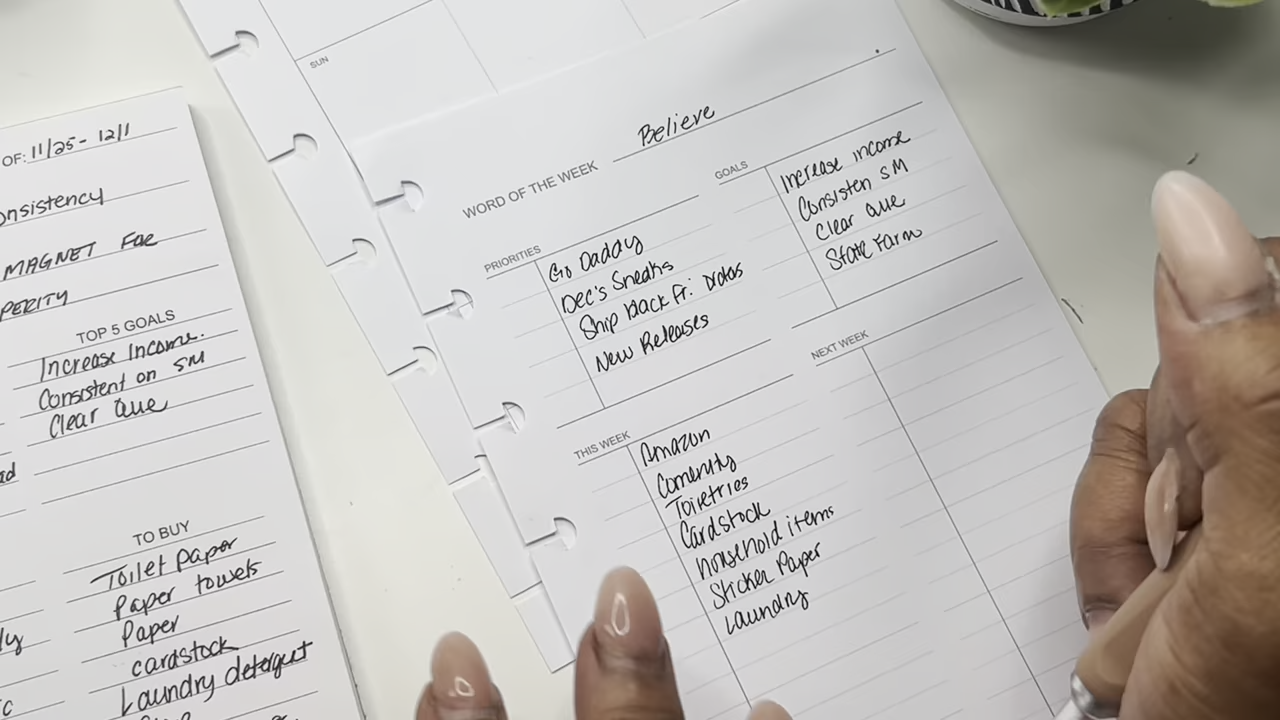 OF: 11/25 - 12/1
onsistency
MAGNET FOR
PERITY
TOP 5 GOALS
Increase Income.
Consistent on SM
Clear Que
TO BUY
Toilet Paper
Paper towels
Paper
cardstock
Laundry detergent
SUN
WORD OF THE WEEK Believe
PRIORITIES
Go Daddy
Dec's Sneaks
Ship Black Fri.
New Releases
GOALS
Increase income
Consisten SM
Clear Que
State Farm
THIS WEEK
Amazon
Comenity
Toiletries
Cardstock
household items
Sticker Paper
Laundry
NEXT WEEK